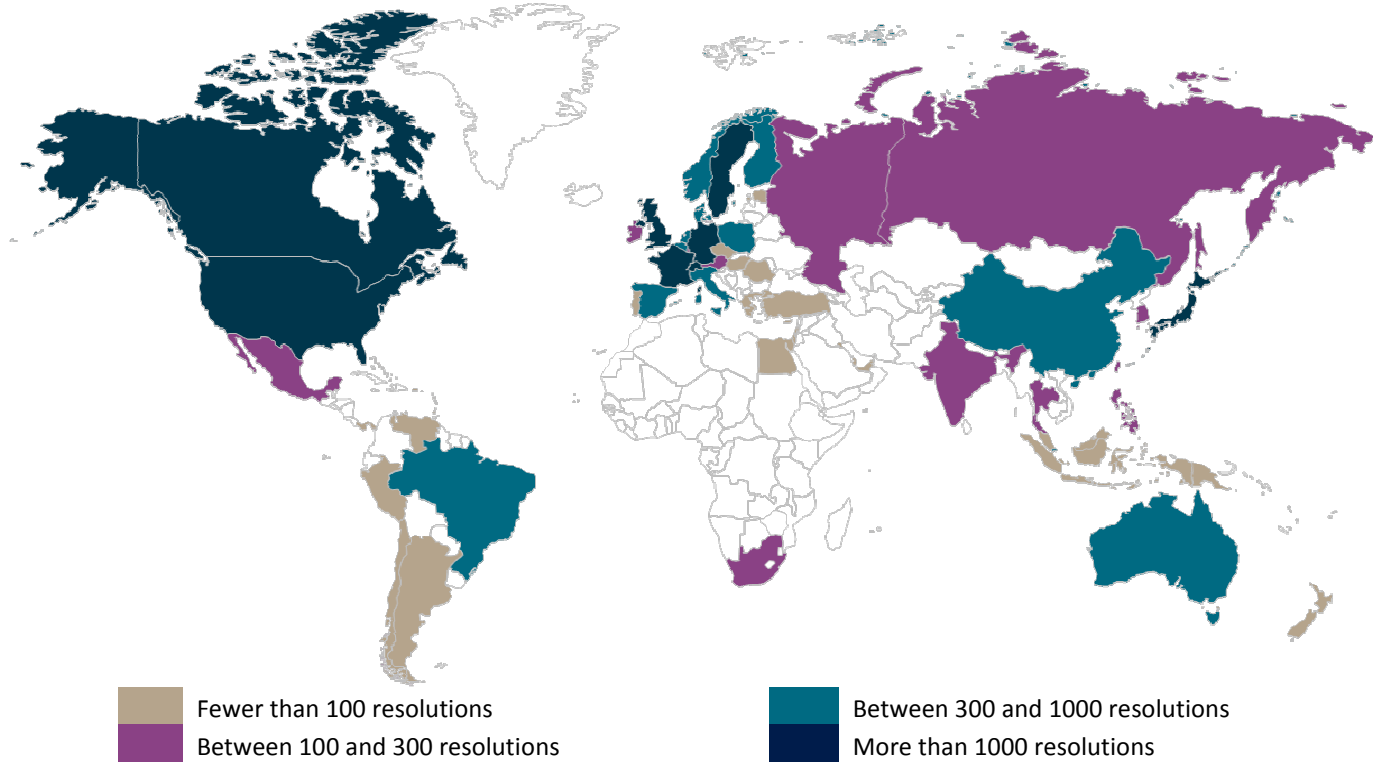 Fewer than 100 resolutions
Between 100 and 300 resolutions
Between 300 and 1000 resolutions
More than 1000 resolutions